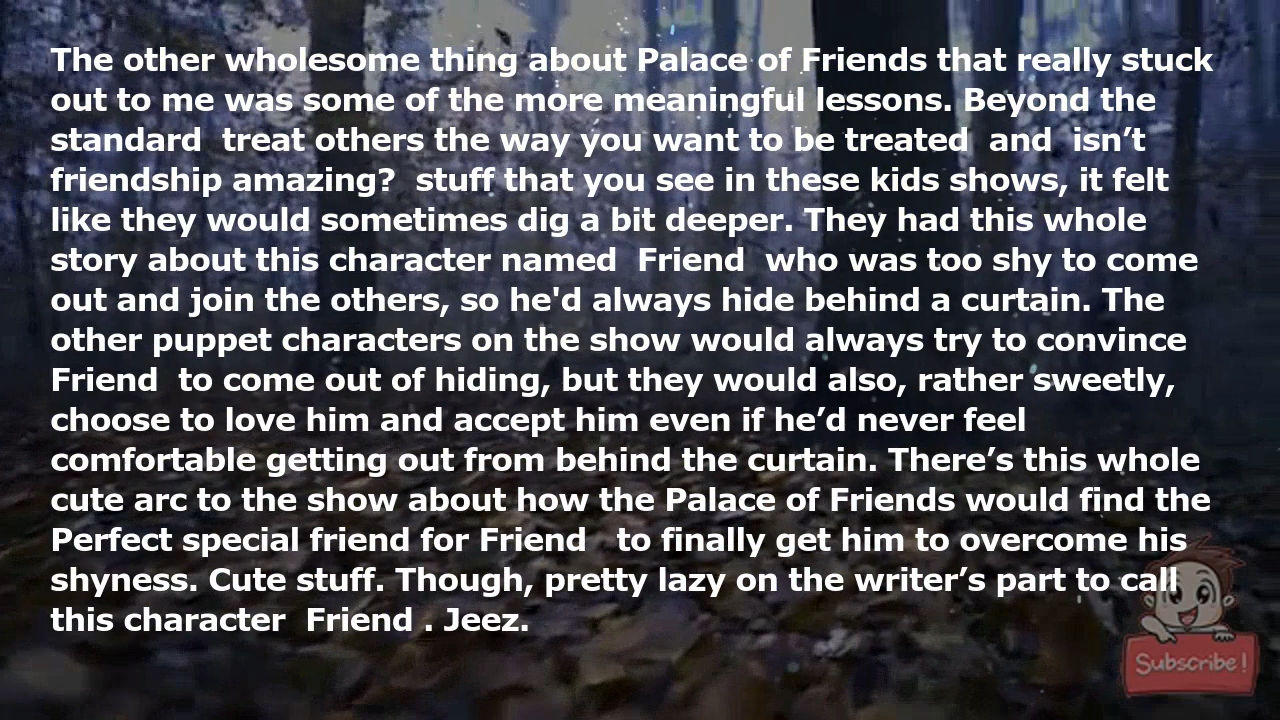 The other wholesome thing about Palace of Friends that really stuck
out to me was some of the more meaningful lessons. Beyond the
standard  treat others the way you want to be treated  and  isn’t
friendship amazing?  stuff that you see in these kids shows, it felt
like they would sometimes dig a bit deeper. They had this whole
story about this character named  Friend  who was too shy to come
out and join the others, so he'd always hide behind a curtain. The
other puppet characters on the show would always try to convince
Friend  to come out of hiding, but they would also, rather sweetly,
choose to love him and accept him even if he’d never feel
comfortable getting out from behind the curtain. There’s this whole
cute arc to the show about how the Palace of Friends would find the
Perfect special friend for Friend   to finally get him to overcome his
shyness. Cute stuff. Though, pretty lazy on the writer’s part to call
this character  Friend . Jeez.
Subscribe!